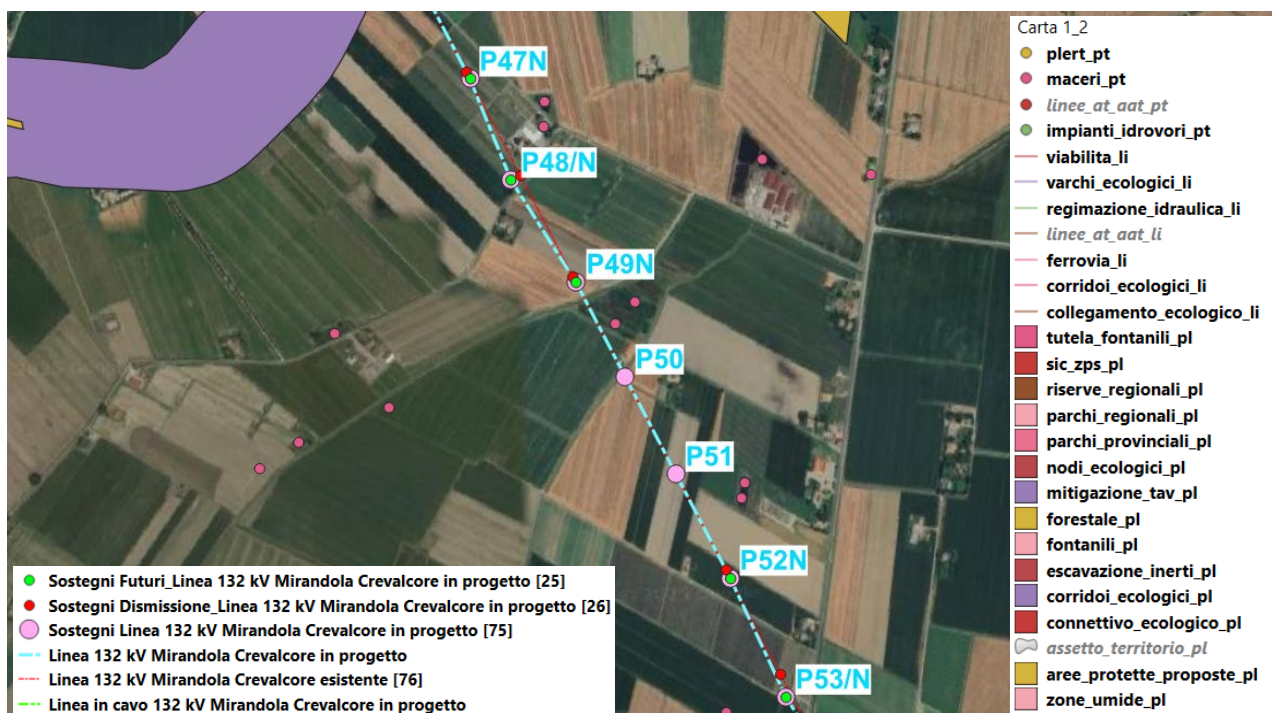 P47N
P48/N
P49N
P50
P51
P52N
P53/N
Carta 1_2
plert_pt
maceri_pt
linee_at_aat_pt
impianti_idrovori_pt
viabilita_li
varchi_ecologici_li
regimazione_idraulica_li
linee_at_aat_li
ferrovia_li
corridoi_ecologici_li
collegamento_ecologico_li
tutela_fontanili_pl
sic_zps_pl
riserve_regionali_pl
parchi_regionali_pl
parchi_provinciali_pl
nodi_ecologici_pl
mitigazione_tav_pl
forestale_pl
fontanili_pl
escavazione_inerti_pl
corridoi_ecologici_pl
connettivo_ecologico_pl
assetto_territorio_pl
aree_protette_proposte_pl
zone_umide_pl
Sostegni Futuri_Linea 132 kV Mirandola Crevalcore in progetto [25]
Sostegni Dismissione_Linea 132 kV Mirandola Crevalcore in progetto [26]
Sostegni Linea 132 kV Mirandola Crevalcore in progetto [75]
Linea 132 kV Mirandola Crevalcore in progetto
Linea 132 kV Mirandola Crevalcore esistente [76]
Linea in cavo 132 kV Mirandola Crevalcore in progetto